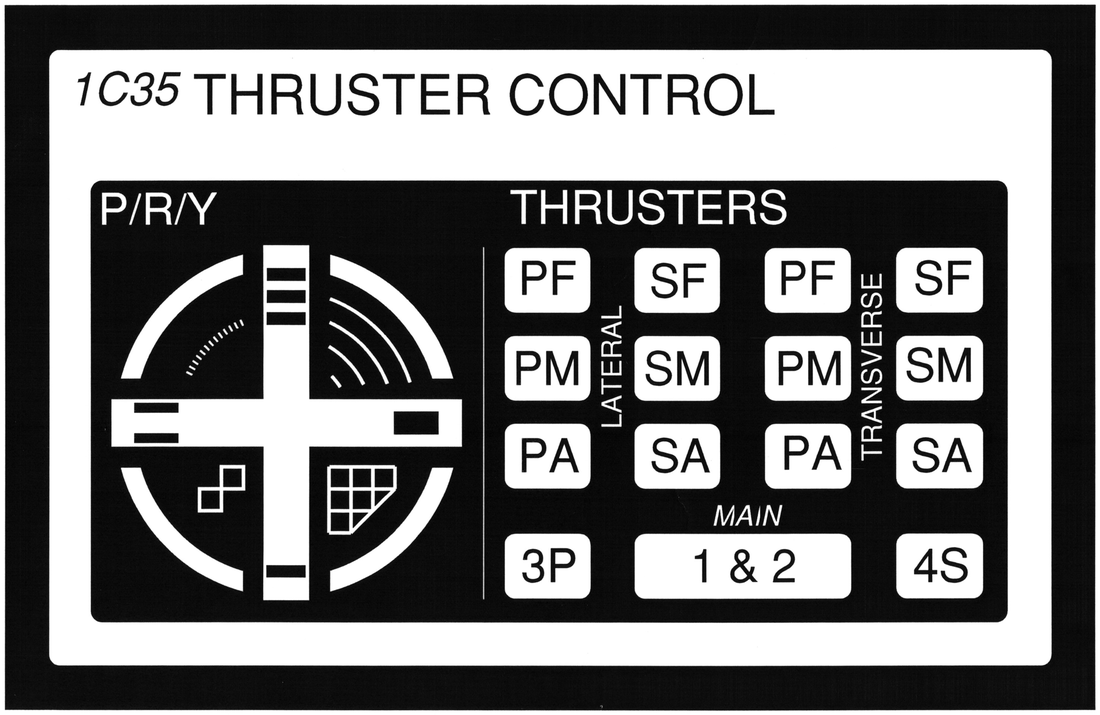 1C35 THRUSTER CONTROL
P/R/Y
THRUSTERS
PF SF PF SF
LATERAL
TRANSVERSE
PM SM PM SM
PA SA PA SA
MAIN
3P 1 & 2 4S